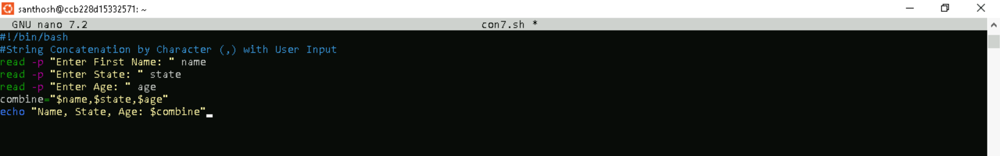 santhosh@ccb228d15332571: ~
GNU nano 7.2 con7.sh *
#!/bin/bash
#String Concatenation by Character (,) with User Input
read -p "Enter First Name: " name
read -p "Enter State: " state
read -p "Enter Age: " age
combine="$name,$state,$age"
echo "Name, State, Age: $combine"